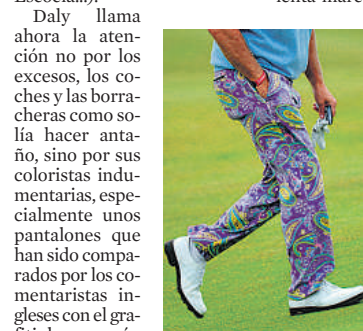 Daly llama
ahora la aten-
ción no por los
excesos, los co-
ches y las borra-
cheras como so-
lía hacer anta-
ño, sino por sus
coloristas indu-
mentarias, espe-
cialmente unos
pantalones que
han sido compa-
rados por los co-
mentaristas in-
gleses con el gra-